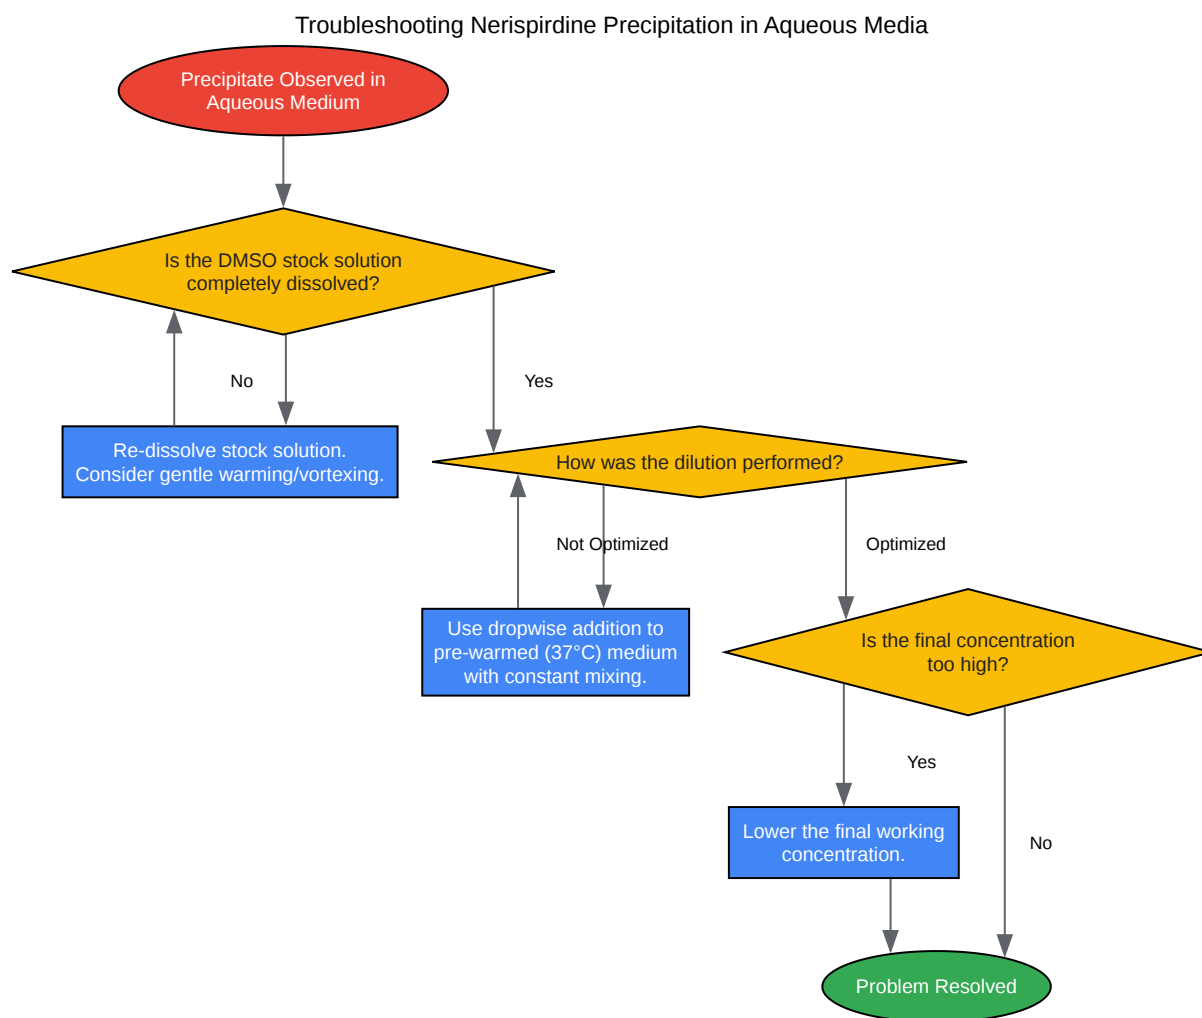 Troubleshooting Nerispirdine Precipitation in Aqueous Media
Precipitate Observed in
Aqueous Medium
Is the DMSO stock solution
completely dissolved?
No
Yes
Re-dissolve stock solution.
Consider gentle warming/vortexing.
How was the dilution performed?
Not Optimized
Optimized
Use dropwise addition to
pre-warmed (37°C) medium
with constant mixing.
Is the final concentration
too high?
Yes
No
Lower the final working
concentration.
Problem Resolved